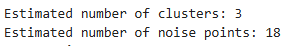 Estimated number of clusters: 3
Estimated number of noise points: 18